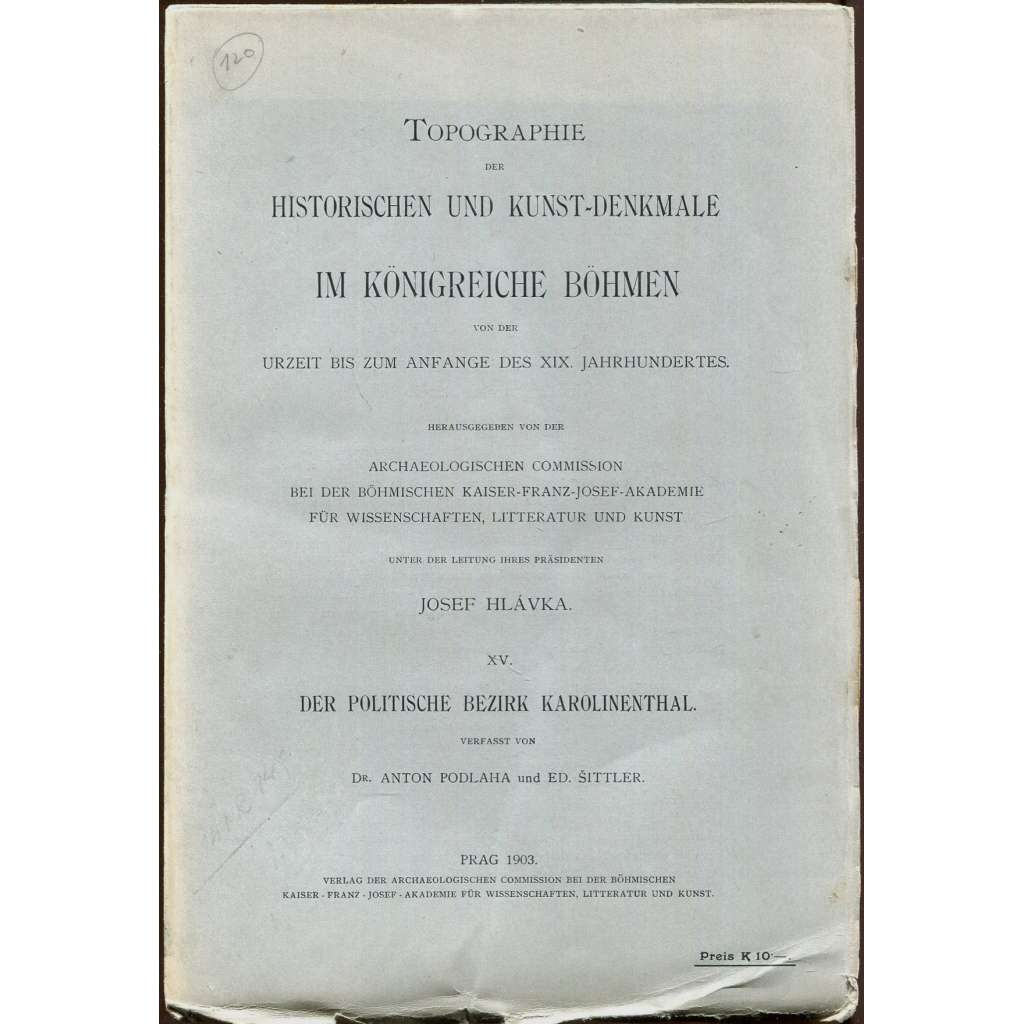 120
TOPOGRAPHIE
DER
HISTORISCHEN UND KUNST-DENKMALE
IM KÖNIGREICHE BÖHMEN
VON DER
URZEIT BIS ZUM ANFANGE DES XIX. JAHRHUNDERTES.
HERAUSGEGEBEN VON DER
ARCHAEOLOGISCHEN COMMISSION
BEI DER BÖHMISCHEN KAISER-FRANZ-JOSEF-AKADEMIE
FÜR WISSENSCHAFTEN, LITTERATUR UND KUNST
UNTER DER LEITUNG IHRES PRÄSIDENTEN
JOSEF HLÁVKA.
XV.
DER POLITISCHE BEZIRK KAROLINENTHAL.
VERFASST VON
DR. ANTON PODLAHA und ED. ŠITTLER.
PRAG 1903.
VERLAG DER ARCHAEOLOGISCHEN COMMISSION BEI DER BÖHMISCHEN
KAISER-FRANZ-JOSEF-AKADEMIE FÜR WISSENSCHAFTEN, LITTERATUR UND KUNST.
Preis K 10·—.